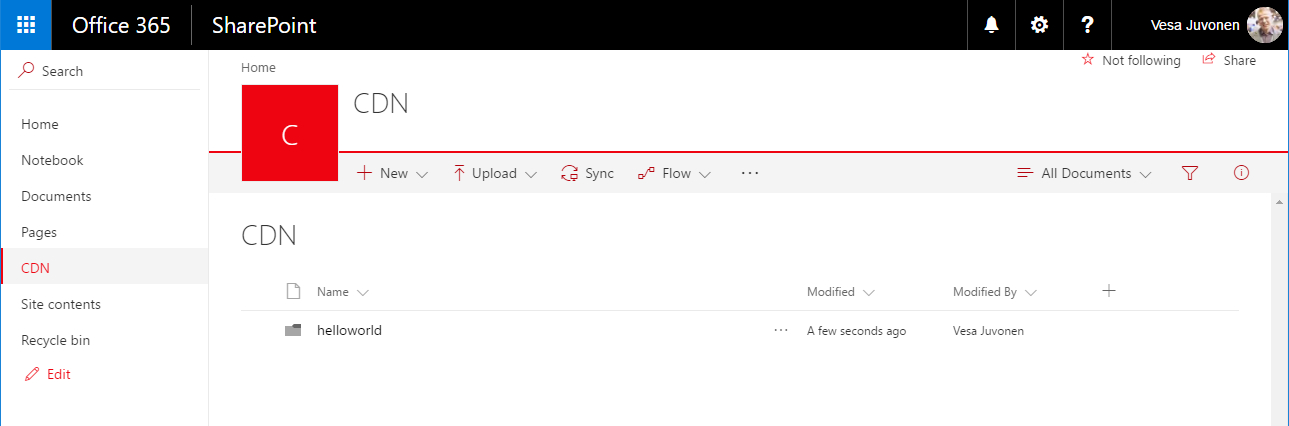 Office 365 SharePoint Vesa Juvonen
Search
Home
Notebook
Documents
Pages
CDN
Site contents
Recycle bin
Edit
Home
Not following Share
C
CDN
New Upload Sync Flow ... All Documents
CDN
Name Modified Modified By
helloworld ... A few seconds ago Vesa Juvonen